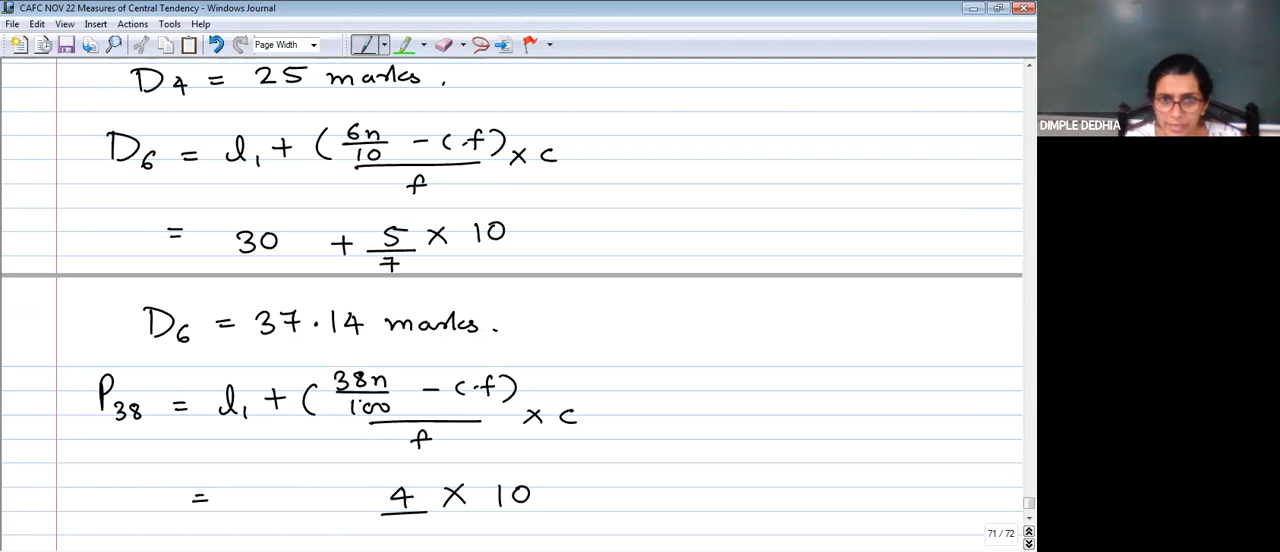 CAFC NOV 22 Measures of Central Tendency - Windows Journal
File Edit View Insert Actions Tools Help
Page Width
D4 = 25 marks.
D6 = l1 + (6n/10 - c.f)/f × c
= 30 + 5/7 × 10
D6 = 37.14 marks.
P38 = l1 + (38n/100 - c.f)/f × c
= 4 × 10
71 / 72
DIMPLE DEDHIA